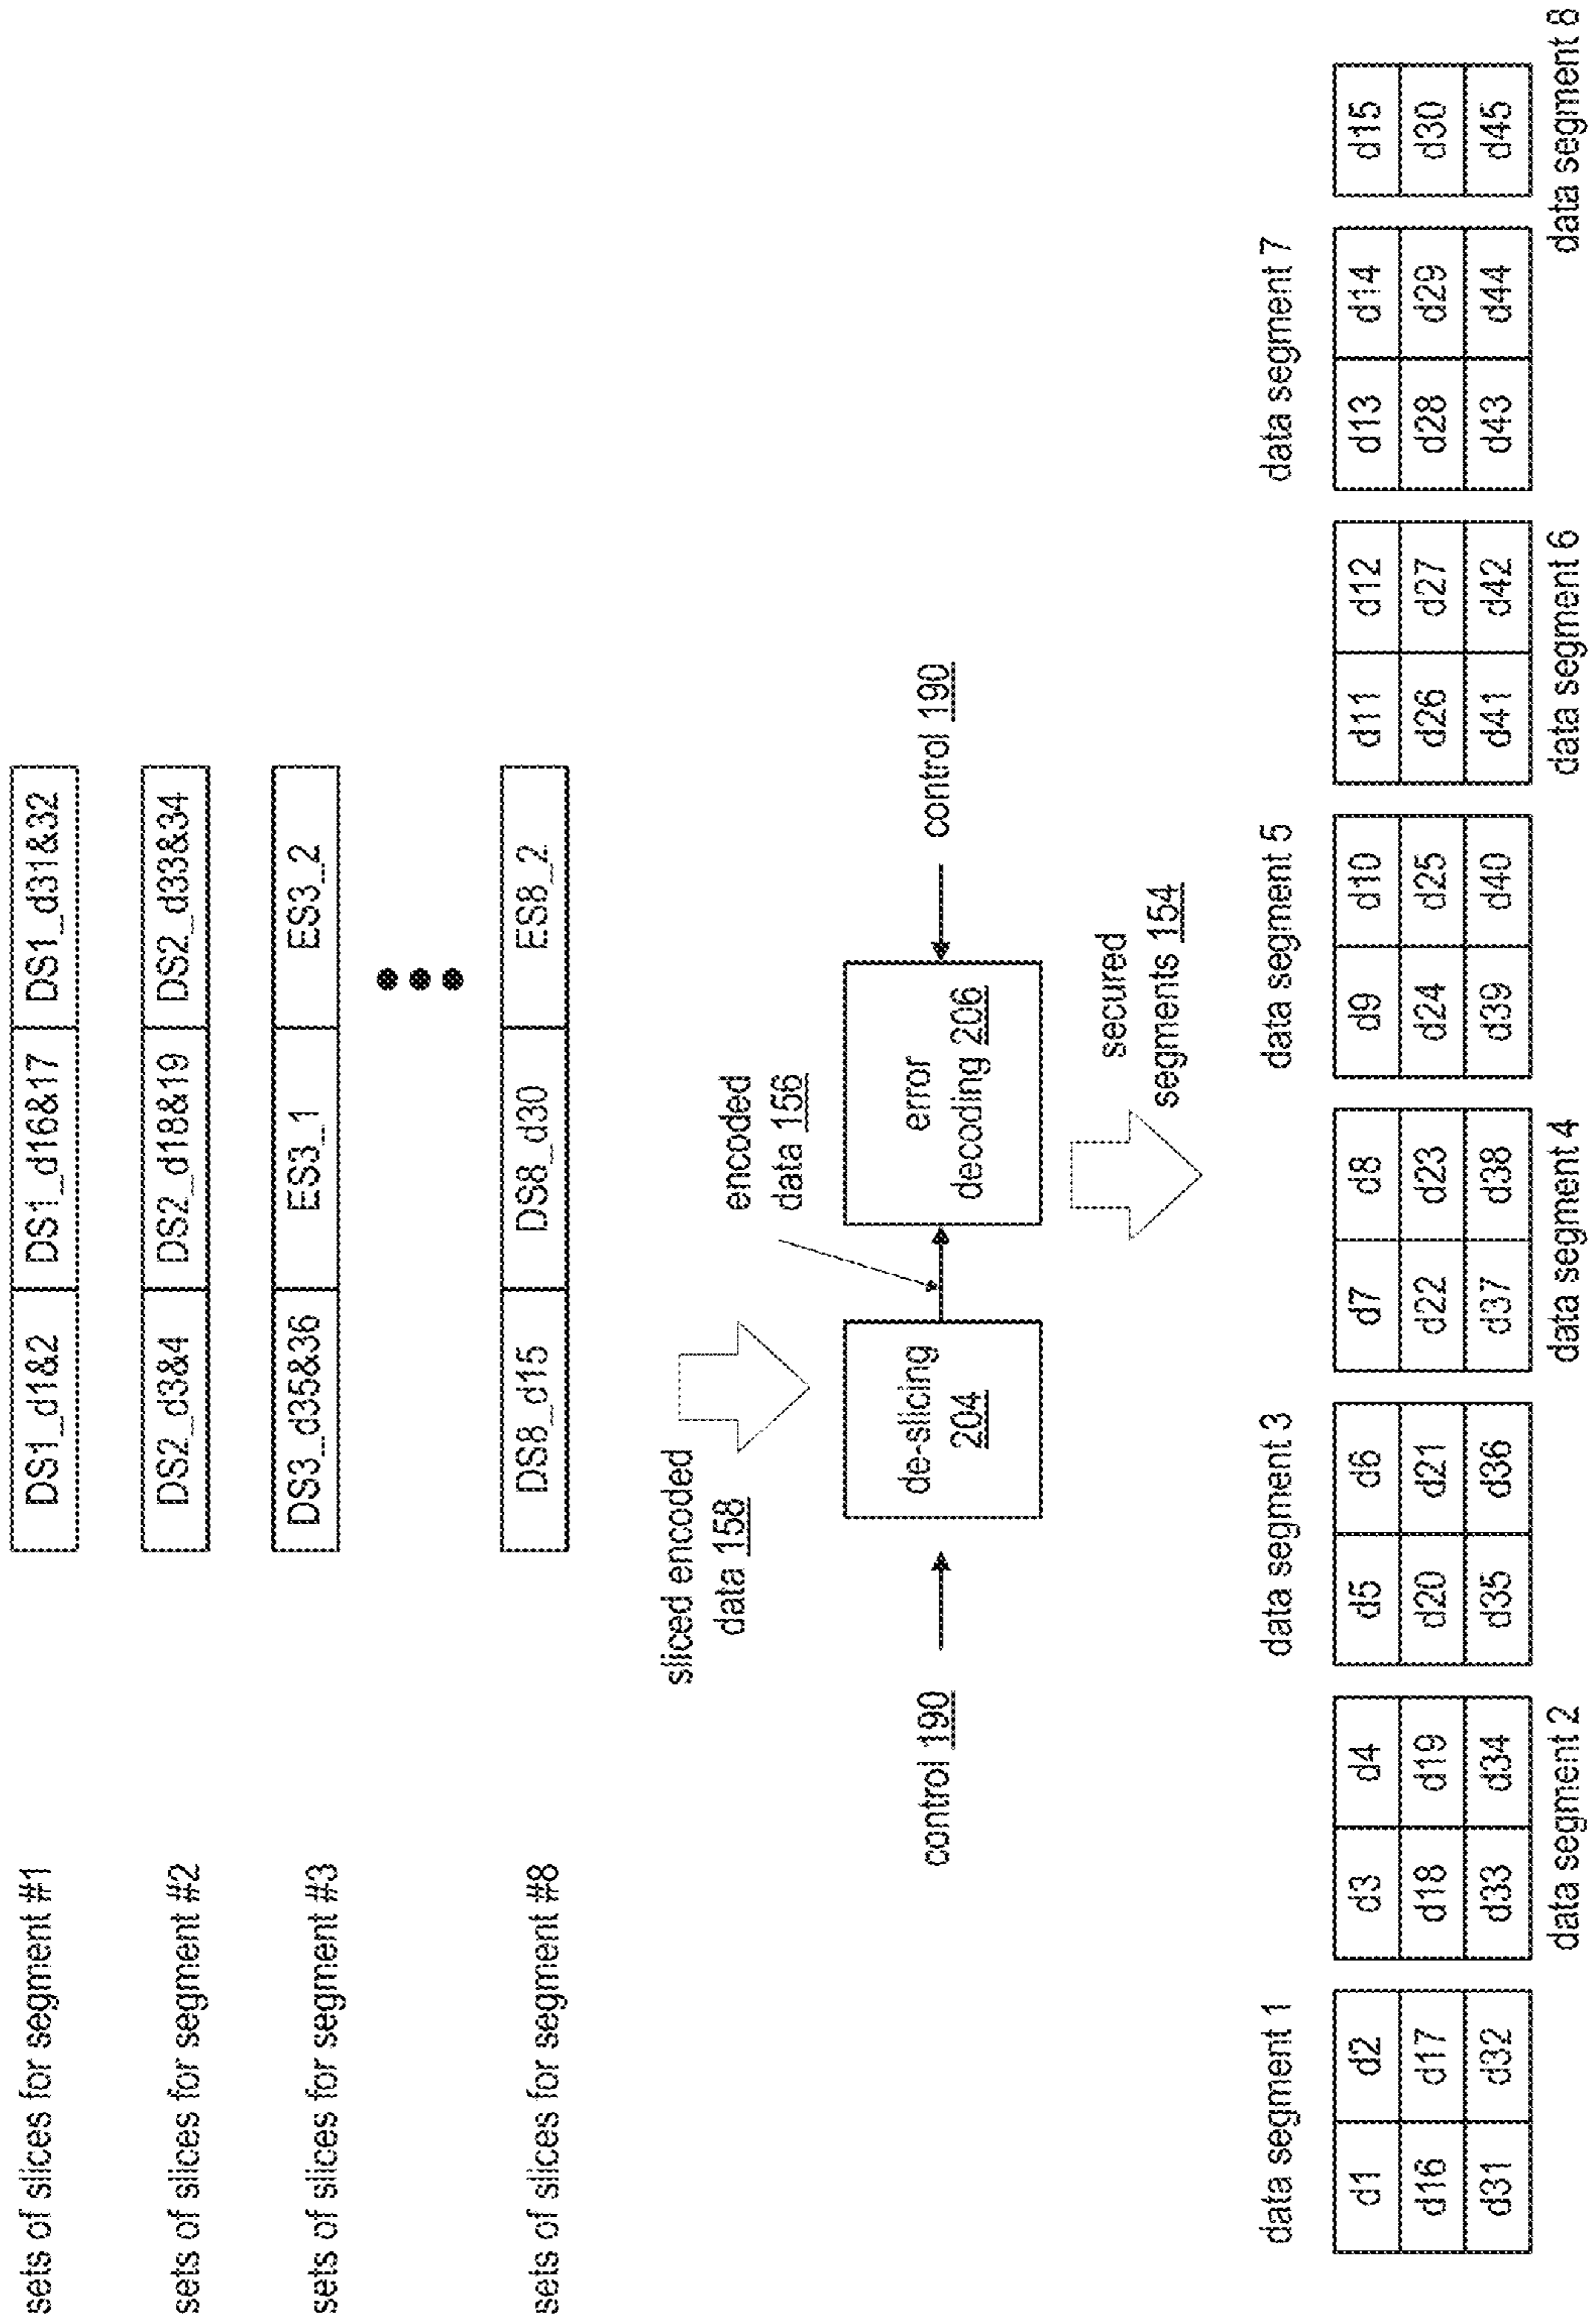 sets of slices for segment #1
DS1_d1&2 DS1_d16&17 DS1_d31&32
sets of slices for segment #2
DS2_d3&4 DS2_d18&19 DS2_d33&34
sets of slices for segment #3
DS3_d35&36 ES3_1 ES3_2
sets of slices for segment #8
DS8_d15 DS8_d30 ES8_2
sliced encoded
data 158
encoded
data 156
control 190
de-slicing
204
error
decoding 206
control 190
secured
segments 154
data segment 1
data segment 3
data segment 5
data segment 7
d1 d2 d3 d4 d5 d6 d7 d8 d9 d10 d11 d12 d13 d14 d15
d16 d17 d18 d19 d20 d21 d22 d23 d24 d25 d26 d27 d28 d29 d30
d31 d32 d33 d34 d35 d36 d37 d38 d39 d40 d41 d42 d43 d44 d45
data segment 2
data segment 4
data segment 6
data segment 8